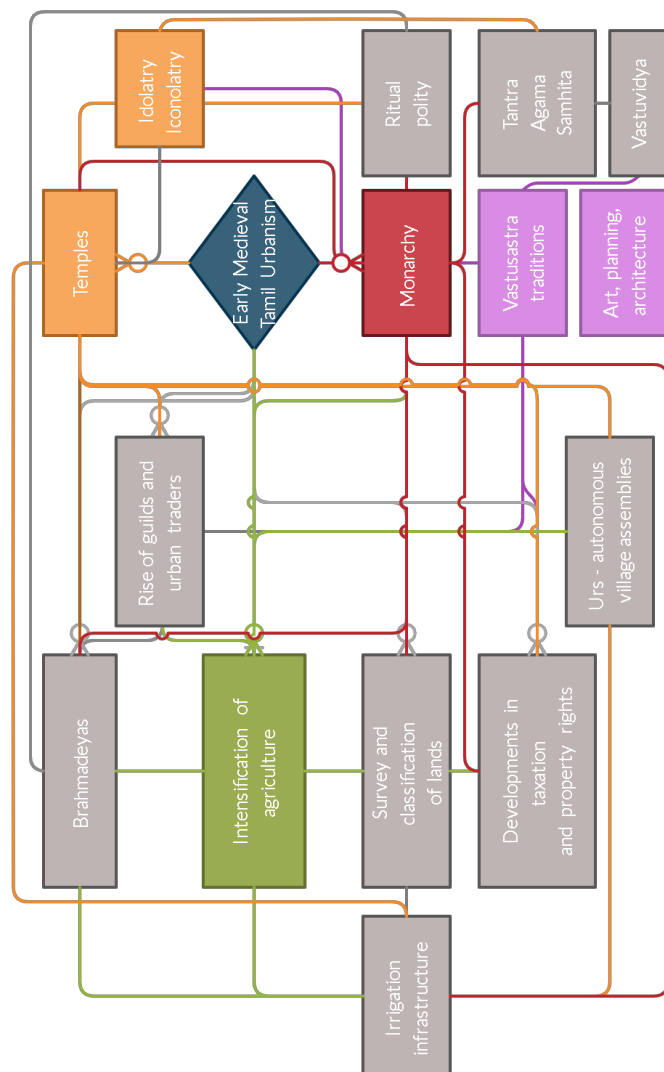 Idolatry
Iconolatry
Ritual
polity
Tantra
Agama
Samhita
Vastuvidya
Temples
Early Medieval
Tamil Urbanism
Monarchy
Vastusastra
traditions
Art, planning,
architecture
Rise of guilds and
urban traders
Urs - autonomous
village assemblies
Brahmadeyas
Intensification of
agriculture
Survey and
classification
of lands
Developments in
taxation
and property rights
Irrigation
infrastructure